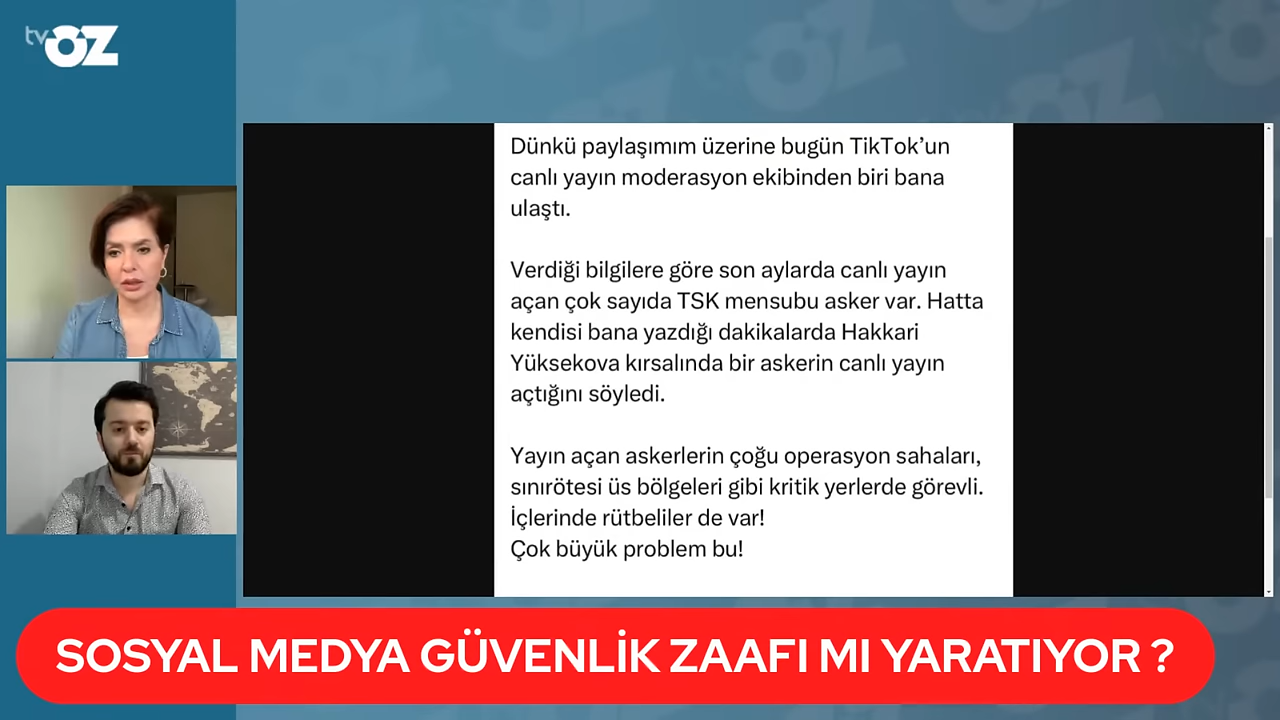 tv ÖZ
Dünkü paylaşımım üzerine bugün TikTok’un
canlı yayın moderasyon ekibinden biri bana
ulaştı.
Verdiği bilgilere göre son aylarda canlı yayın
açan çok sayıda TSK mensubu asker var. Hatta
kendisi bana yazdığı dakikalarda Hakkari
Yüksekova kırsalında bir askerin canlı yayın
açtığını söyledi.
Yayın açan askerlerin çoğu operasyon sahaları,
sınırötesi üs bölgeleri gibi kritik yerlerde görevli.
İçlerinde rütbeliler de var!
Çok büyük problem bu!
SOSYAL MEDYA GÜVENLİK ZAAFI MI YARATIYOR ?